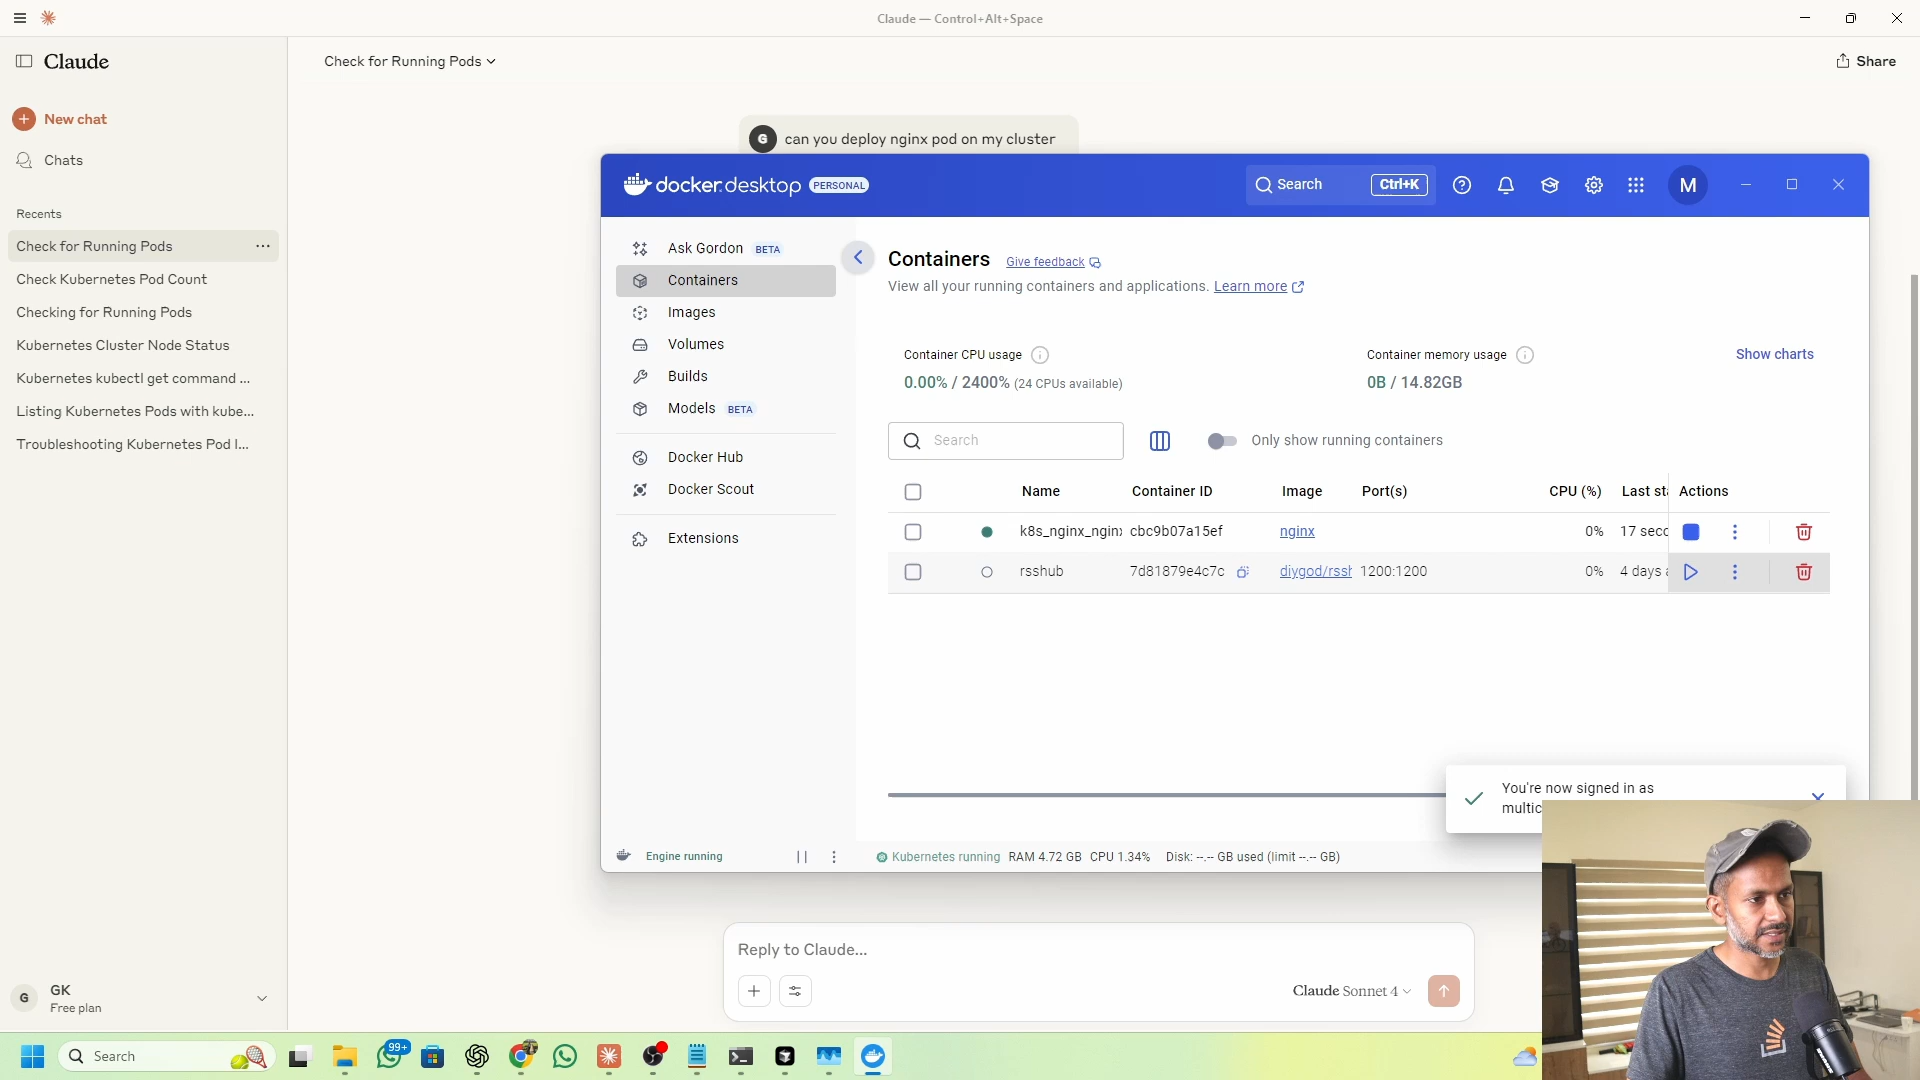 Claude — Control+Alt+Space
Claude
Check for Running Pods
Share
New chat
Chats
Recents
Check for Running Pods
Check Kubernetes Pod Count
Checking for Running Pods
Kubernetes Cluster Node Status
Kubernetes kubectl get command ...
Listing Kubernetes Pods with kube...
Troubleshooting Kubernetes Pod I...
G
GK
Free plan
G can you deploy nginx pod on my cluster
docker.desktop PERSONAL
Search Ctrl+K
M
Ask Gordon BETA
Containers
Images
Volumes
Builds
Models BETA
Docker Hub
Docker Scout
Extensions
Containers Give feedback
View all your running containers and applications. Learn more
Container CPU usage
0.00% / 2400% (24 CPUs available)
Container memory usage
0B / 14.82GB
Show charts
Search
Only show running containers
Name Container ID Image Port(s) CPU (%) Last sta Actions
k8s_nginx_nginx cbc9b07a15ef nginx 0% 17 seco
rsshub 7d81879e4c7c diygod/rssh 1200:1200 0% 4 days a
You're now signed in as
multic
Engine running
Kubernetes running RAM 4.72 GB CPU 1.34% Disk: --.-- GB used (limit --.-- GB)
Reply to Claude...
Claude Sonnet 4
Search
99+